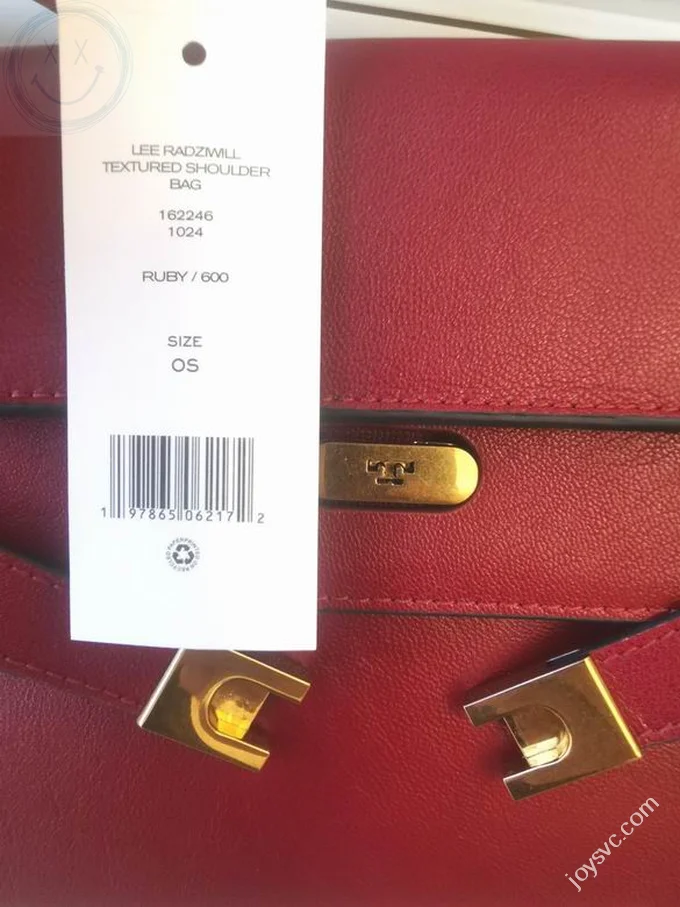 LEE RADZIWILL
TEXTURED SHOULDER
BAG
162246
1024
RUBY / 600
SIZE
OS
1 97865 06217 2
joysvc.com